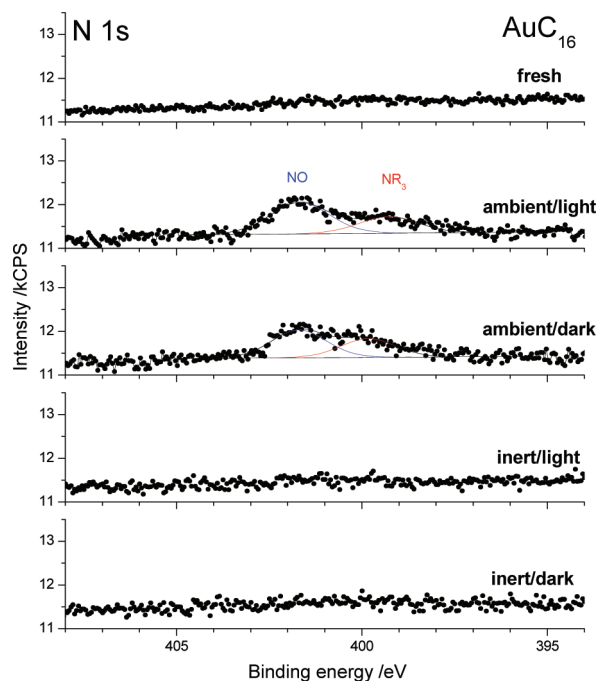 N 1s
AuC₁₆
fresh
13
12
11
NO
NR₃
ambient/light
13
12
11
ambient/dark
13
12
11
inert/light
13
12
11
inert/dark
13
12
11
405
400
395
Intensity /kCPS
Binding energy /eV